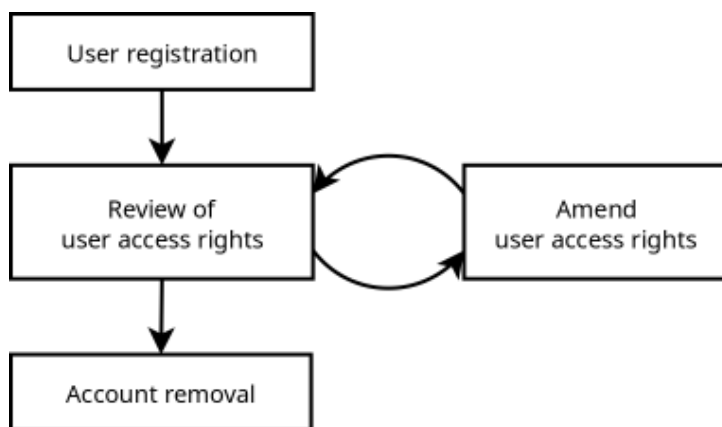 User registration
Review of
user access rights
Amend
user access rights
Account removal